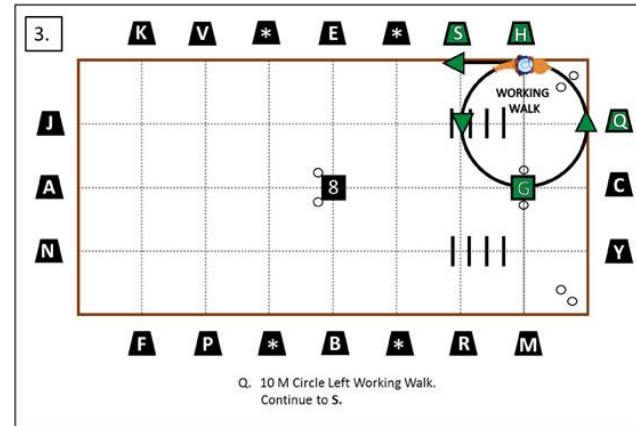 3.
K V * E * S H
WORKING
WALK
J Q
A 8 G C
N Y
F P * B * R M
Q. 10 M Circle Left Working Walk.
Continue to S.